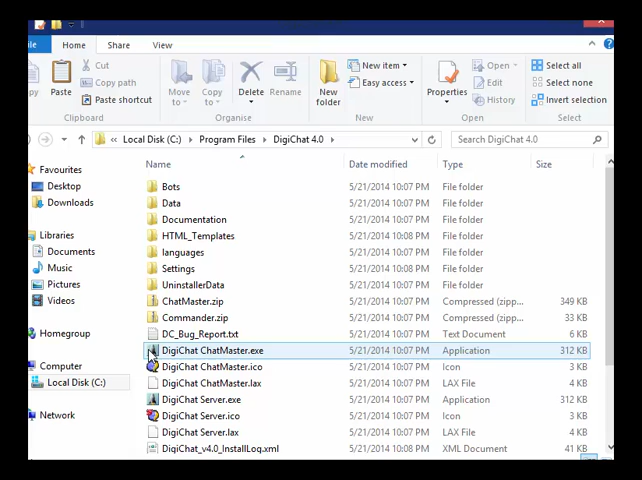 ile Home Share View
py Paste Cut Copy path Paste shortcut Clipboard
Move to Copy to Delete Rename Organise
New folder New item Easy access New
Properties Open Edit History Open
Select all Select none Invert selection Select
Local Disk (C:) Program Files DigiChat 4.0 Search DigiChat 4.0
Name Date modified Type Size
Favourites
Desktop
Downloads
Libraries
Documents
Music
Pictures
Videos
Homegroup
Computer
Local Disk (C:)
Network
Bots 5/21/2014 10:07 PM File folder
Data 5/21/2014 10:07 PM File folder
Documentation 5/21/2014 10:07 PM File folder
HTML_Templates 5/21/2014 10:08 PM File folder
languages 5/21/2014 10:07 PM File folder
Settings 5/21/2014 10:08 PM File folder
UninstallerData 5/21/2014 10:07 PM File folder
ChatMaster.zip 5/21/2014 10:07 PM Compressed (zipp... 349 KB
Commander.zip 5/21/2014 10:07 PM Compressed (zipp... 33 KB
DC_Bug_Report.txt 5/21/2014 10:07 PM Text Document 6 KB
DigiChat ChatMaster.exe 5/21/2014 10:07 PM Application 312 KB
DigiChat ChatMaster.ico 5/21/2014 10:07 PM Icon 3 KB
DigiChat ChatMaster.lax 5/21/2014 10:07 PM LAX File 4 KB
DigiChat Server.exe 5/21/2014 10:07 PM Application 312 KB
DigiChat Server.ico 5/21/2014 10:07 PM Icon 3 KB
DigiChat Server.lax 5/21/2014 10:07 PM LAX File 4 KB
DigiChat_v4.0_InstallLog.xml 5/21/2014 10:08 PM XML Document 41 KB